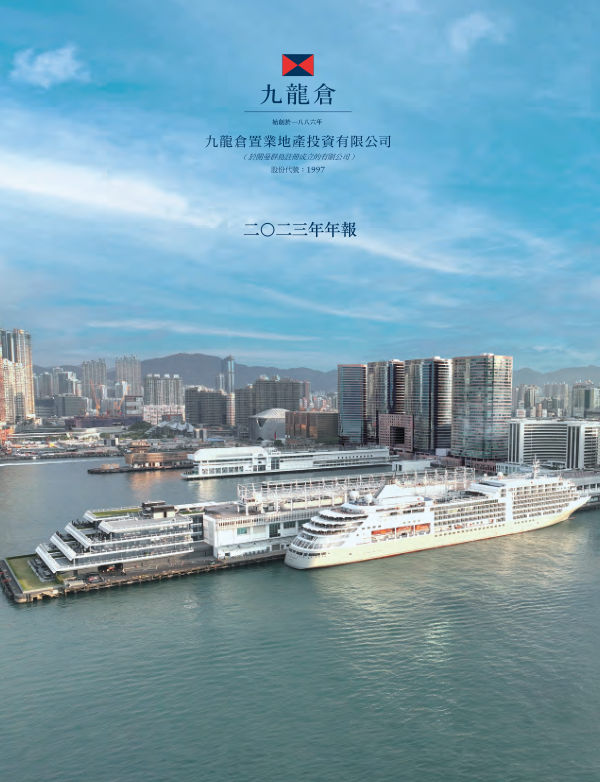 九龍倉
始創於一八八六年
九龍倉置業地產投資有限公司
（於開曼群島註冊成立的有限公司）
股份代號：1997
二〇二三年年報